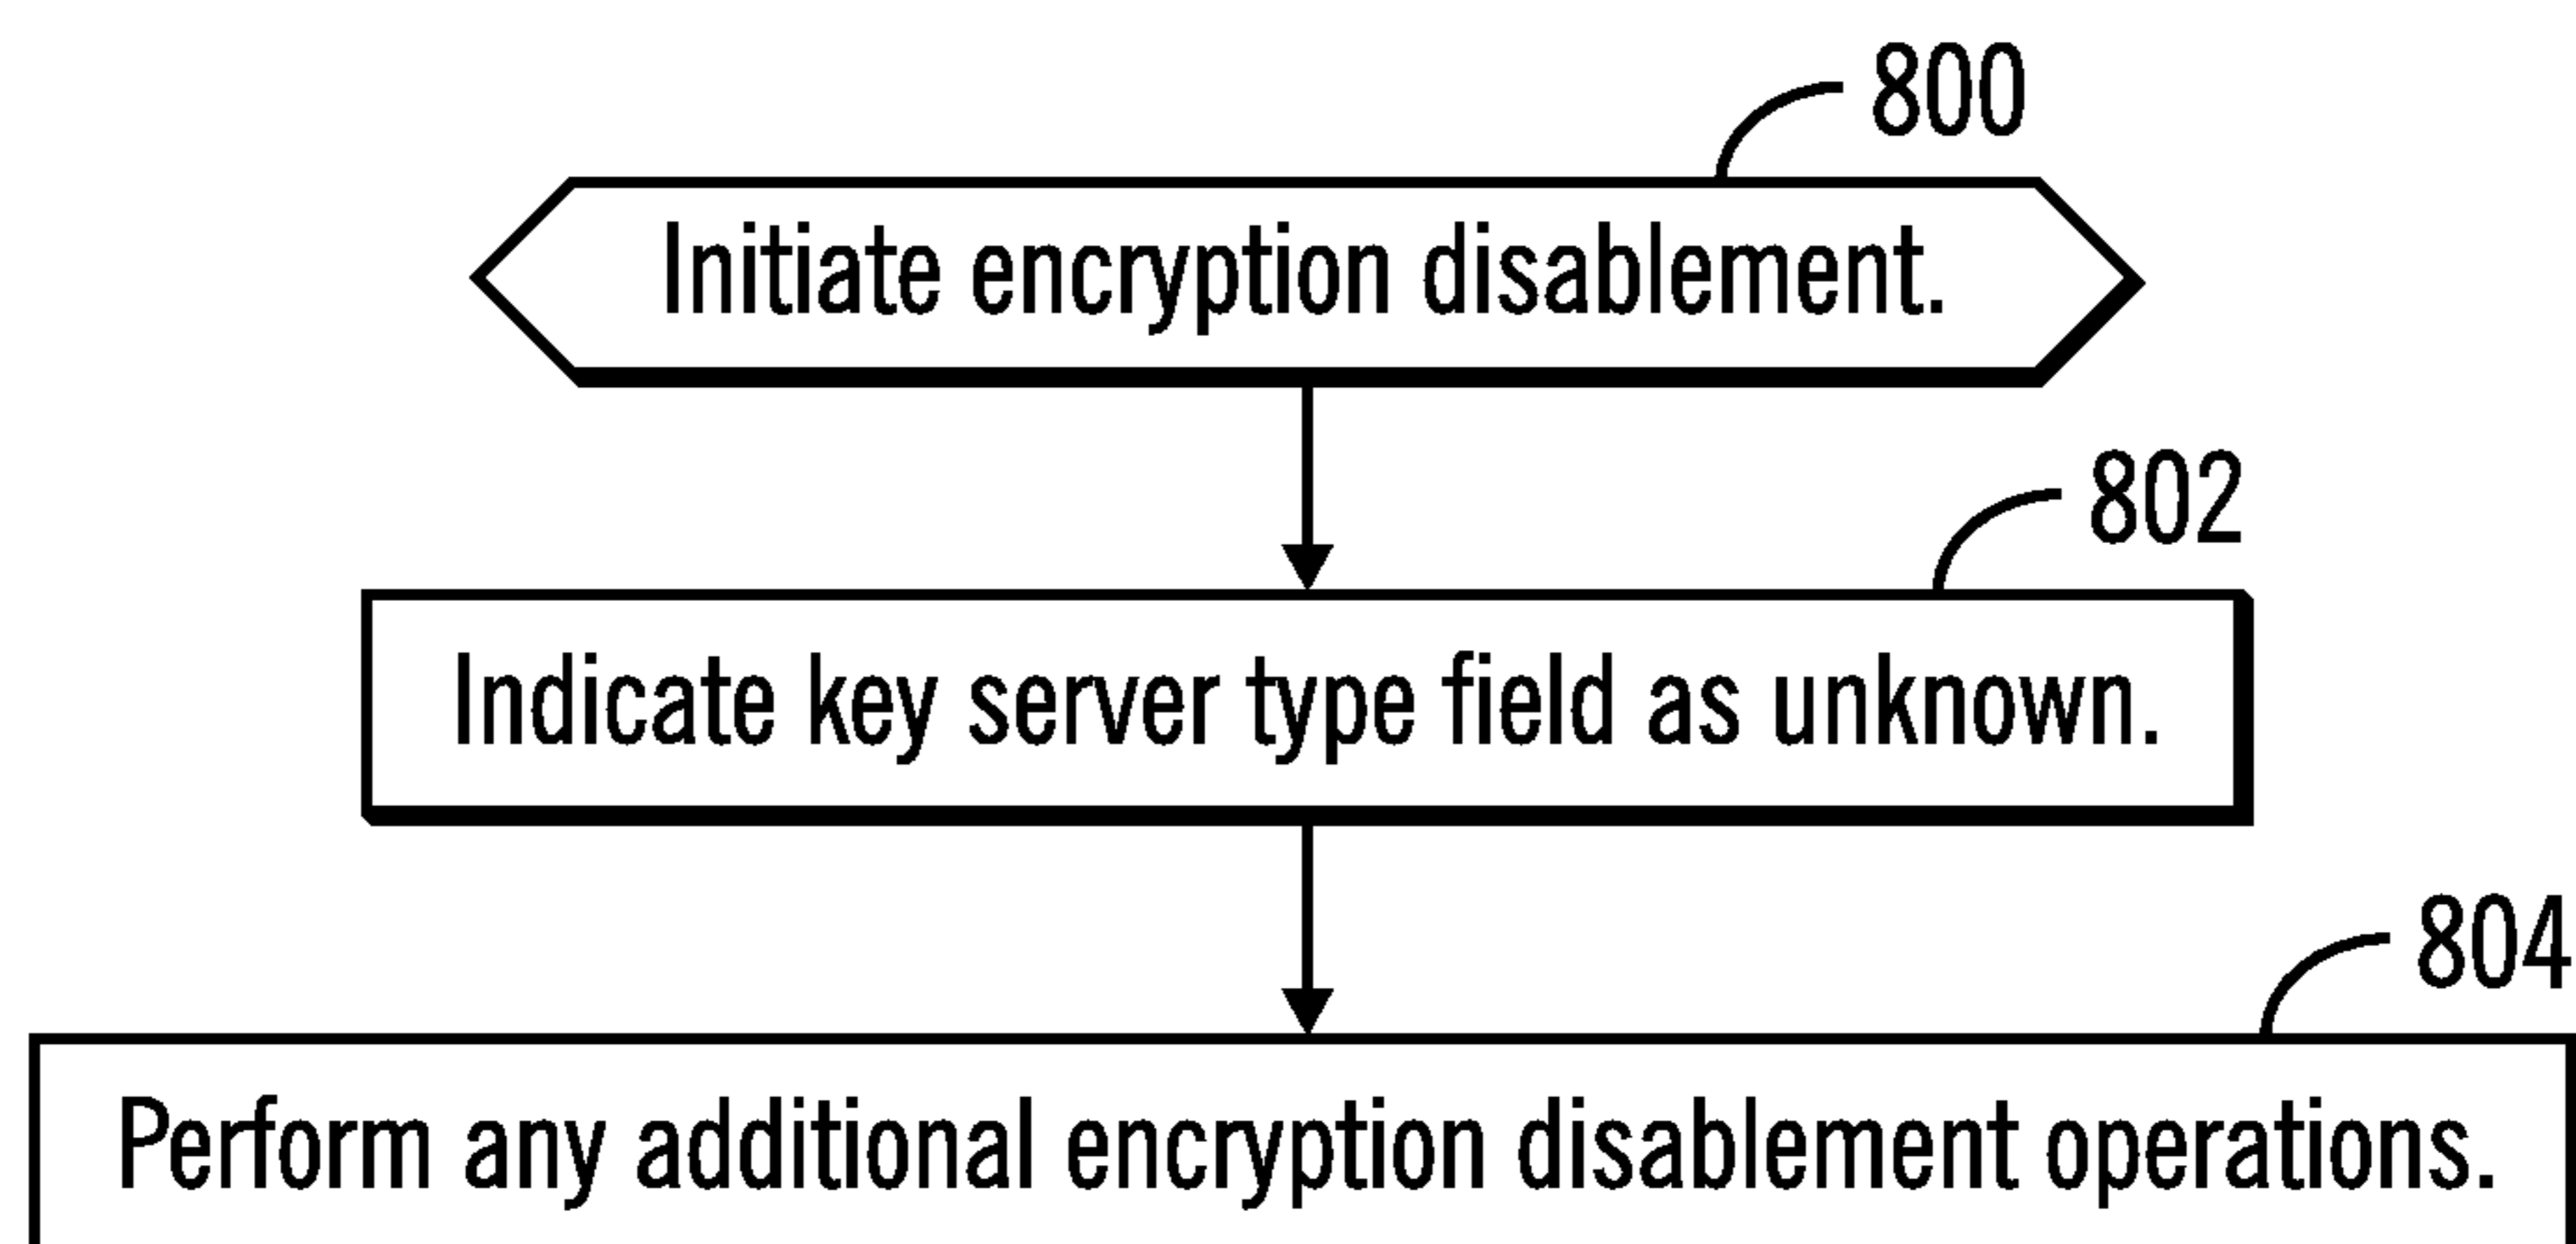 800
Initiate encryption disablement.
802
Indicate key server type field as unknown.
804
Perform any additional encryption disablement operations.